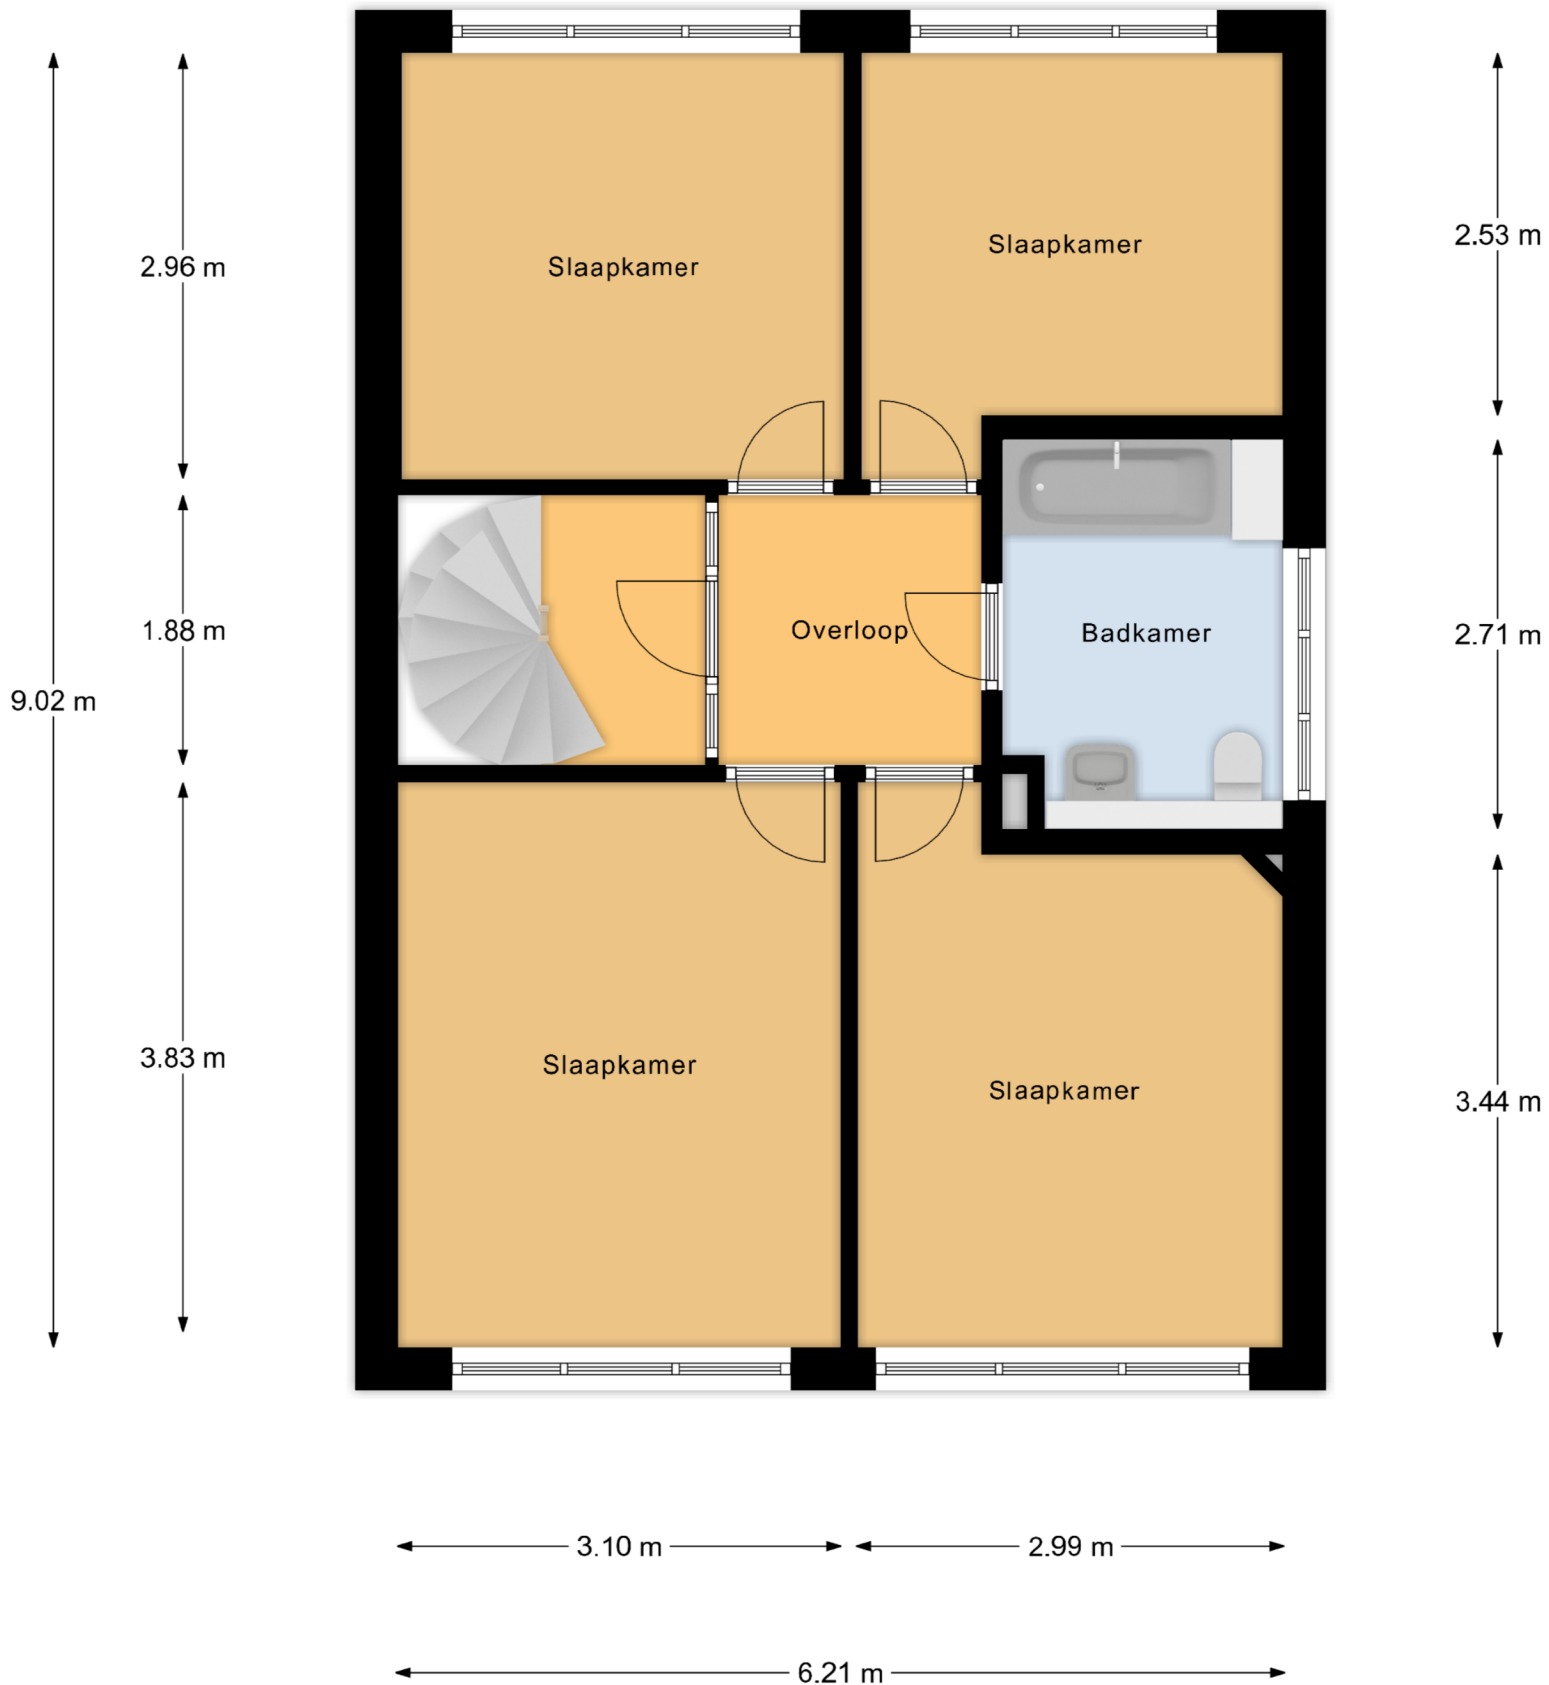 2.53 m
Slaapkamer
2.96 m
Slaapkamer
1.88 m
Overloop
Badkamer
2.71 m
9.02 m
3.83 m
Slaapkamer
Slaapkamer
3.44 m
3.10 m
2.99 m
6.21 m